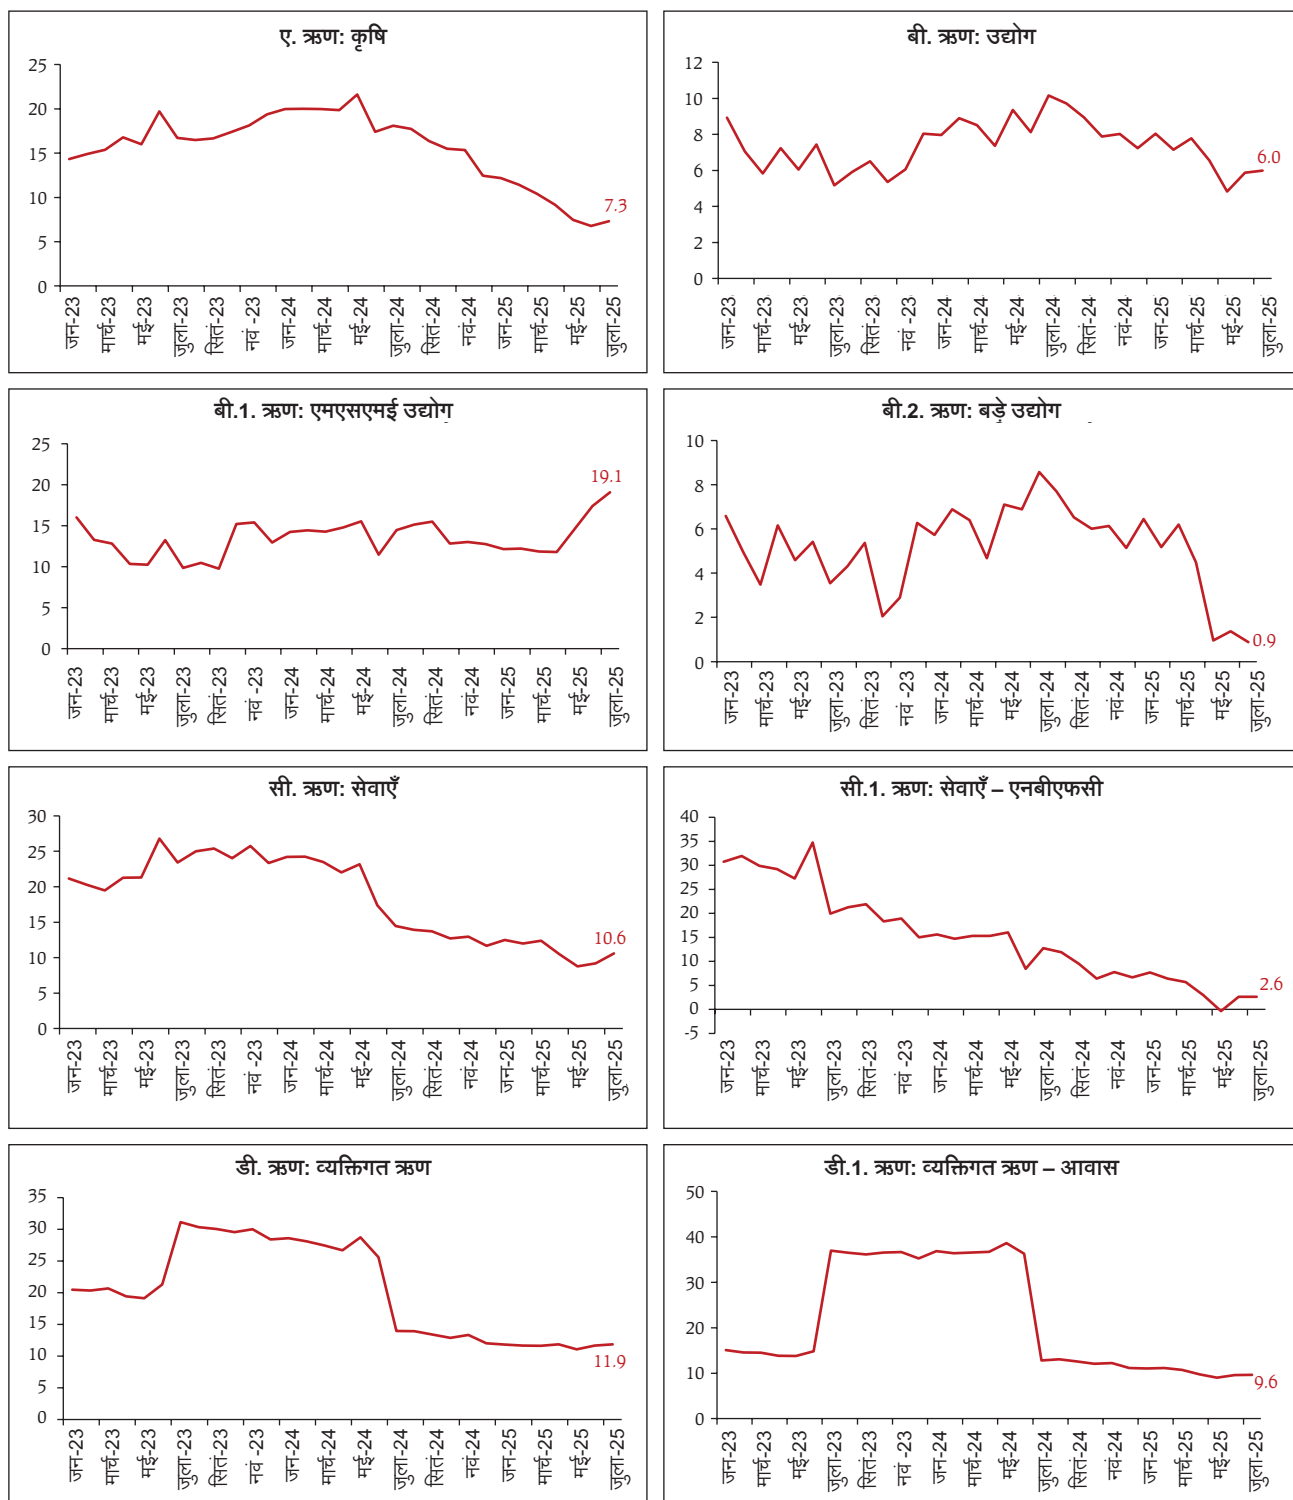 ए. ऋण: कृषि
25
20
15
10
5
0
7.3
जन-23
मार्च-23
मई-23
जुला-23
सितं-23
नवं -23
जन-24
मार्च-24
मई-24
जुला-24
सितं-24
नवं-24
जन-25
मार्च-25
मई-25
जुला-25
बी. ऋण: उद्योग
12
10
8
6
4
2
0
6.0
जन-23
मार्च-23
मई-23
जुला-23
सितं-23
नवं -23
जन-24
मार्च-24
मई-24
जुला-24
सितं-24
नवं-24
जन-25
मार्च-25
मई-25
जुला-25
बी.1. ऋण: एमएसएमई उद्योग
25
20
15
10
5
0
19.1
जन-23
मार्च-23
मई-23
जुला-23
सितं-23
नवं -23
जन-24
मार्च-24
मई-24
जुला-24
सितं-24
नवं-24
जन-25
मार्च-25
मई-25
जुला-25
बी.2. ऋण: बड़े उद्योग
10
8
6
4
2
0
0.9
जन-23
मार्च-23
मई-23
जुला-23
सितं-23
नवं -23
जन-24
मार्च-24
मई-24
जुला-24
सितं-24
नवं-24
जन-25
मार्च-25
मई-25
जुला-25
सी. ऋण: सेवाएँ
30
25
20
15
10
5
0
10.6
जन-23
मार्च-23
मई-23
जुला-23
सितं-23
नवं -23
जन-24
मार्च-24
मई-24
जुला-24
सितं-24
नवं-24
जन-25
मार्च-25
मई-25
जुला-25
सी.1. ऋण: सेवाएँ – एनबीएफसी
40
35
30
25
20
15
10
5
0
-5
2.6
जन-23
मार्च-23
मई-23
जुला-23
सितं-23
नवं -23
जन-24
मार्च-24
मई-24
जुला-24
सितं-24
नवं-24
जन-25
मार्च-25
मई-25
जुला-25
डी. ऋण: व्यक्तिगत ऋण
35
30
25
20
15
10
5
0
11.9
जन-23
मार्च-23
मई-23
जुला-23
सितं-23
नवं -23
जन-24
मार्च-24
मई-24
जुला-24
सितं-24
नवं-24
जन-25
मार्च-25
मई-25
जुला-25
डी.1. ऋण: व्यक्तिगत ऋण – आवास
50
40
30
20
10
0
9.6
जन-23
मार्च-23
मई-23
जुला-23
सितं-23
नवं -23
जन-24
मार्च-24
मई-24
जुला-24
सितं-24
नवं-24
जन-25
मार्च-25
मई-25
जुला-25